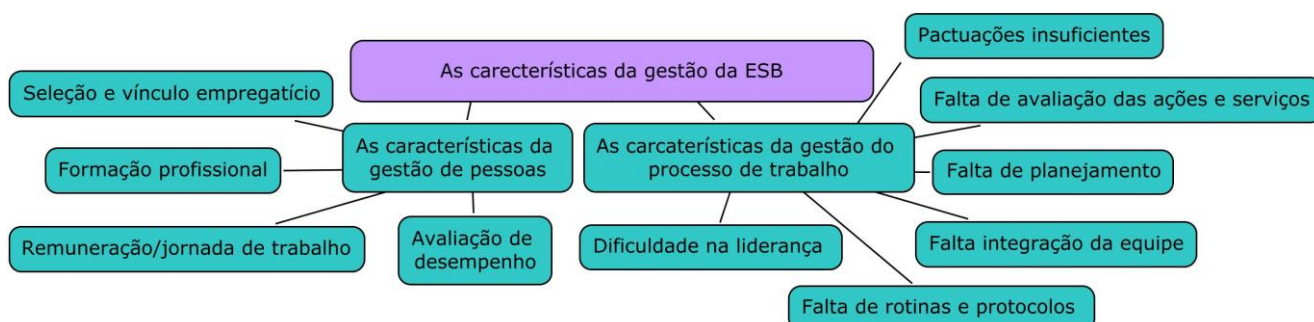 Pactuações insuficientes
As carecterísticas da gestão da ESB
Seleção e vínculo empregatício
Falta de avaliação das ações e serviços
As características da
gestão de pessoas
As carcaterísticas da gestão do
processo de trabalho
Formação profissional
Falta de planejamento
Remuneração/jornada de trabalho
Avaliação de
desempenho
Dificuldade na liderança
Falta integração da equipe
Falta de rotinas e protocolos